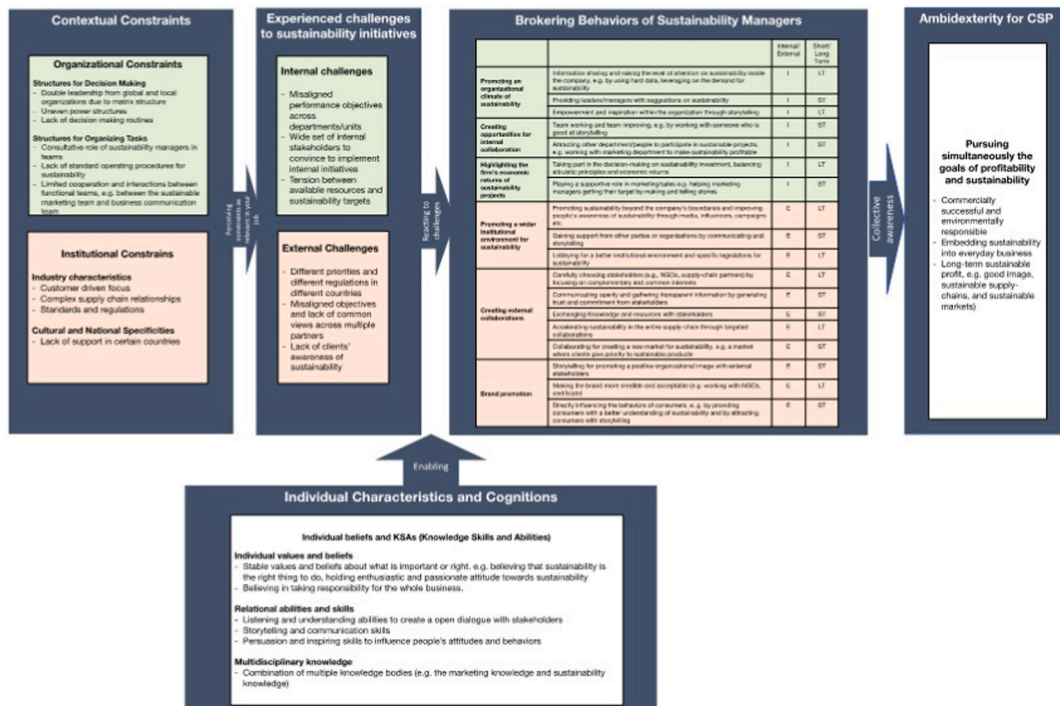 Contextual Constraints
Organizational Constraints
Structures for Decision Making
- Double leadership from global and local
organizations due to matrix structure
- Uneven power structures
- Lack of decision making routines
Structures for Organizing Tasks
- Consultative role of sustainability managers in
teams
- Lack of standard operating procedures for
sustainability
- Limited cooperation and interactions between
functional teams, e.g. between the sustainable
marketing team and business communication
team
Institutional Constrains
Industry characteristics
- Customer driven focus
- Complex supply chain relationships
- Standards and regulations
Cultural and National Specificities
- Lack of support in certain countries
Perceiving
constraints as
relevant in your
job
Experienced challenges
to sustainability initiatives
Internal challenges
- Misaligned
performance objectives
across
departments/units
- Wide set of internal
stakeholders to
convince to implement
internal initiatives
- Tension between
available resources and
sustainability targets
External Challenges
- Different priorities and
different regulations in
different countries
- Misaligned objectives
and lack of common
views across multiple
partners
- Lack of clients'
awareness of
sustainability
Reacting to
challenges
Brokering Behaviors of Sustainability Managers
Internal/
External
Short/
Long
Term
Promoting an
organizational
climate of
sustainability
Information sharing and raising the level of attention on sustainability inside
the company, e.g. by using hard data, leveraging on the demand for
sustainability
I
LT
Providing leaders/managers with suggestions on sustainability
I
ST
Empowerment and inspiration within the organization through storytelling
I
LT
Creating
opportunities for
internal
collaboration
Team working and team improving, e.g. by working with someone who is
good at storytelling
I
ST
Attracting other department/people to participate in sustainable projects,
e.g. working with marketing department to make sustainability profitable
I
ST
Highlighting the
firm's economic
returns of
sustainability
projects
Taking part in the decision-making on sustainability investment, balancing
altruistic principles and economic returns
I
LT
Playing a supportive role in marketing/sales e.g. helping marketing
managers getting their target by making and telling stories
I
ST
Promoting a wider
institutional
environment for
sustainability
Promoting sustainability beyond the company's boundaries and improving
people's awareness of sustainability through media, influencers, campaigns
etc.
E
LT
Gaining support from other parties or organizations by communicating and
storytelling
E
ST
Lobbying for a better institutional environment and specific legislations for
sustainability
E
LT
Creating external
collaborations
Carefully choosing stakeholders (e.g., NGOs, supply-chain partners) by
focusing on complementary and common interests
E
LT
Communicating openly and gathering transparent information by generating
trust and commitment from stakeholders
E
ST
Exchanging Knowledge and resources with stakeholders
E
ST
Accelerating sustainability in the entire supply-chain through targeted
collaborations
E
LT
Collaborating for creating a new market for sustainability, e.g. a market
where clients give priority to sustainable products
E
ST
Brand promotion
Storytelling for promoting a positive organizational image with external
stakeholders
E
ST
Making the brand more credible and acceptable (e.g. working with NGOs,
certificate)
E
LT
Directly influencing the behaviors of consumers, e. g. by providing
consumers with a better understanding of sustainability and by attracting
consumers with storytelling
E
ST
Collective
awareness
Ambidexterity for CSP
Pursuing
simultaneously the
goals of profitability
and sustainability
- Commercially
successful and
environmentally
responsible
- Embedding sustainability
into everyday business
- Long-term sustainable
profit, e.g. good image,
sustainable supply-
chains, and sustainable
markets)
Enabling
Individual Characteristics and Cognitions
Individual beliefs and KSAs (Knowledge Skills and Abilities)
Individual values and beliefs
- Stable values and beliefs about what is important or right. e.g. believing that sustainability is
the right thing to do, holding enthusiastic and passionate attitude towards sustainability
- Believing in taking responsibility for the whole business.
Relational abilities and skills
- Listening and understanding abilities to create a open dialogue with stakeholders
- Storytelling and communication skills
- Persuasion and inspiring skills to influence people's attitudes and behaviors
Multidisciplinary knowledge
- Combination of multiple knowledge bodies (e.g. the marketing knowledge and sustainability
knowledge)